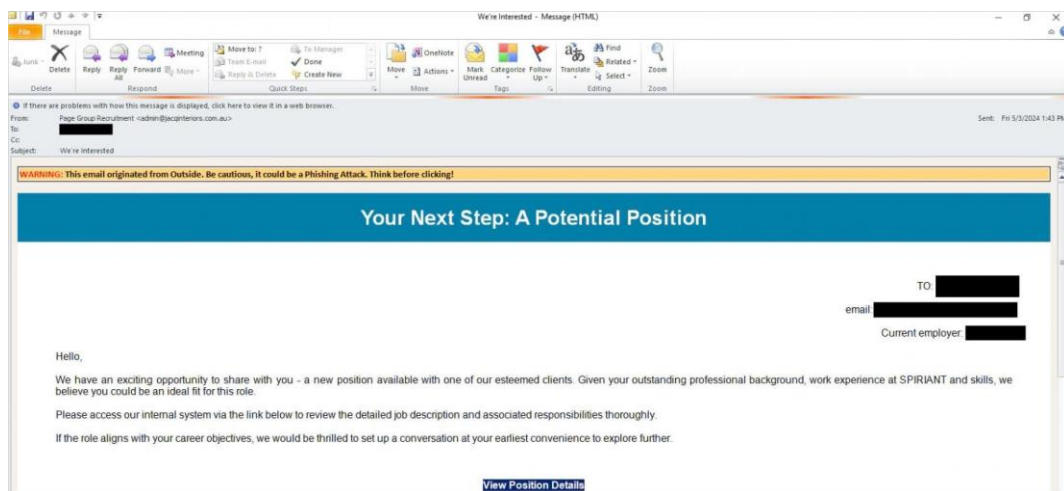 We're Interested - Message (HTML)
File Message
Junk
Delete
Reply
Reply All
Forward
Meeting
More
Move to: ?
Team E-mail
Reply & Delete
To Manager
Done
Create New
Move
OneNote
Actions
Mark Unread
Categorize
Follow Up
Translate
Find
Related
Select
Zoom
Delete Respond Quick Steps Move Tags Editing Zoom
If there are problems with how this message is displayed, click here to view it in a web browser.
From: Page Group Recruitment <admin@jacqinteriors.com.au> Sent: Fri 5/3/2024 1:43 PM
To:
Cc:
Subject: We're Interested
WARNING: This email originated from Outside. Be cautious, it could be a Phishing Attack. Think before clicking!
Your Next Step: A Potential Position
TO:
email:
Current employer:
Hello,
We have an exciting opportunity to share with you - a new position available with one of our esteemed clients. Given your outstanding professional background, work experience at SPIRIANT and skills, we
believe you could be an ideal fit for this role.
Please access our internal system via the link below to review the detailed job description and associated responsibilities thoroughly.
If the role aligns with your career objectives, we would be thrilled to set up a conversation at your earliest convenience to explore further.
View Position Details